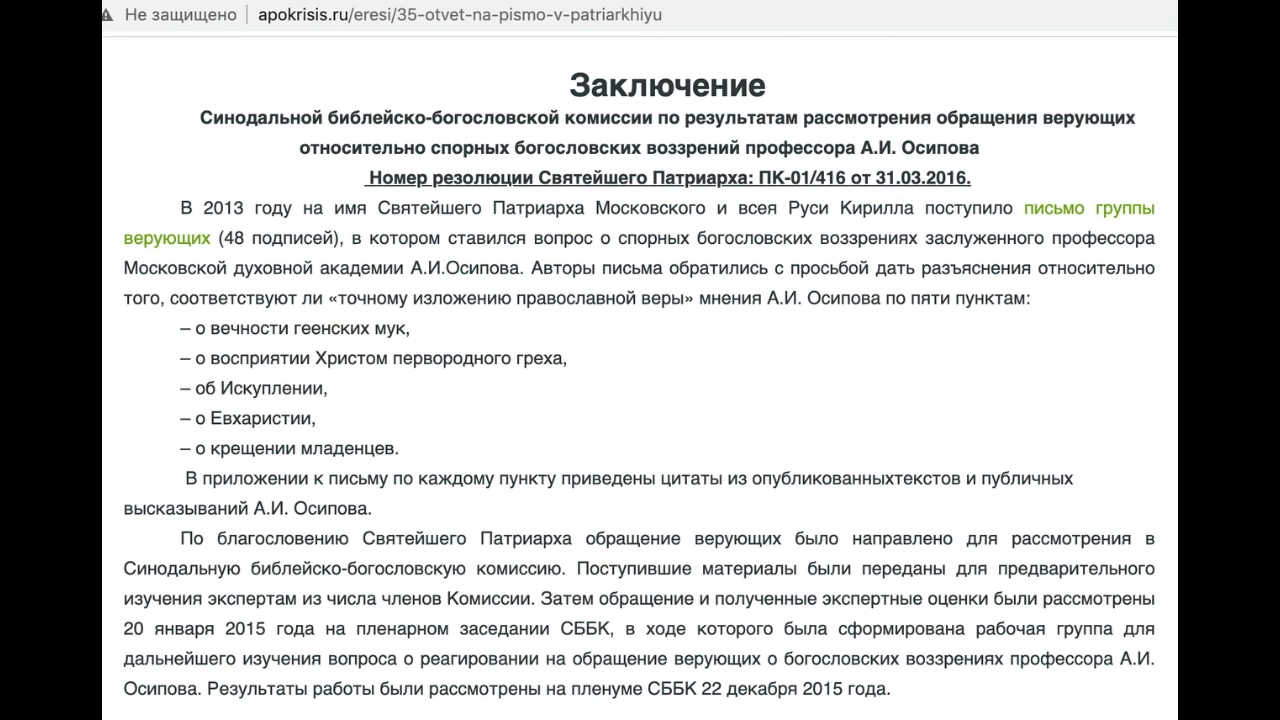 Не защищено | apokrisis.ru/eresi/35-otvet-na-pismo-v-patriarkhiyu
Заключение
Синодальной библейско-богословской комиссии по результатам рассмотрения обращения верующих
относительно спорных богословских воззрений профессора А.И. Осипова
Номер резолюции Святейшего Патриарха: ПК-01/416 от 31.03.2016.
В 2013 году на имя Святейшего Патриарха Московского и всея Руси Кирилла поступило письмо группы
верующих (48 подписей), в котором ставился вопрос о спорных богословских воззрениях заслуженного профессора
Московской духовной академии А.И.Осипова. Авторы письма обратились с просьбой дать разъяснения относительно
того, соответствуют ли «точному изложению православной веры» мнения А.И. Осипова по пяти пунктам:
– о вечности геенских мук,
– о восприятии Христом первородного греха,
– об Искуплении,
– о Евхаристии,
– о крещении младенцев.
В приложении к письму по каждому пункту приведены цитаты из опубликованныхтекстов и публичных
высказываний А.И. Осипова.
По благословению Святейшего Патриарха обращение верующих было направлено для рассмотрения в
Синодальную библейско-богословскую комиссию. Поступившие материалы были переданы для предварительного
изучения экспертам из числа членов Комиссии. Затем обращение и полученные экспертные оценки были рассмотрены
20 января 2015 года на пленарном заседании СББК, в ходе которого была сформирована рабочая группа для
дальнейшего изучения вопроса о реагировании на обращение верующих о богословских воззрениях профессора А.И.
Осипова. Результаты работы были рассмотрены на пленуме СББК 22 декабря 2015 года.